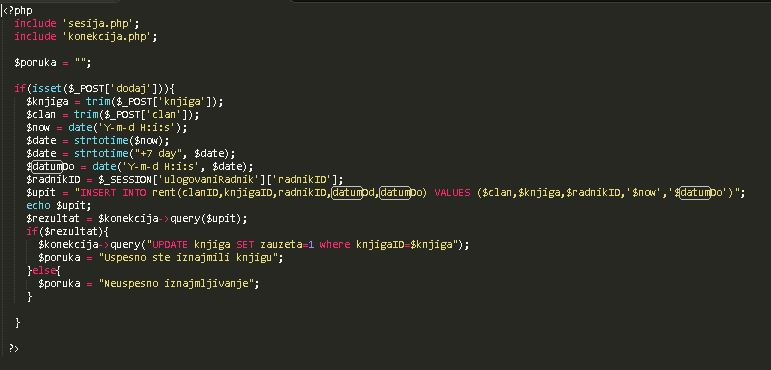 <?php
include 'sesija.php';
include 'konekcija.php';
$poruka = "";
if(isset($_POST['dodaj'])){
$knjiga = trim($_POST['knjiga']);
$clan = trim($_POST['clan']);
$now = date('Y-m-d H:i:s');
$date = strtotime($now);
$date = strtotime("+7 day", $date);
$datumDo = date('Y-m-d H:i:s', $date);
$radnikID = $_SESSION['ulogovaniRadnik']['radnikID'];
$upit = "INSERT INTO rent(clanID,knjigaID,radnikID,datumOd,datumDo) VALUES ($clan,$knjiga,$radnikID,'$now','$datumDo')";
echo $upit;
$rezultat = $konekcija->query($upit);
if($rezultat){
$konekcija->query("UPDATE knjiga SET zauzeta=1 where knjigaID=$knjiga");
$poruka = "Uspesno ste iznajmili knjigu";
}else{
$poruka = "Neuspesno iznajmljivanje";
}
}
?>